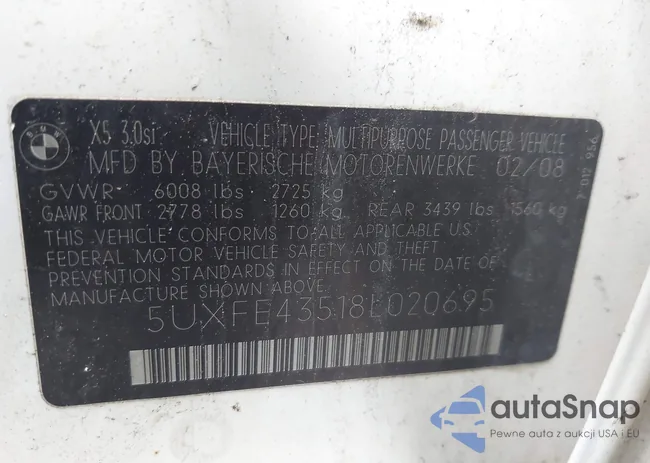 BMW
X5 3.0si VEHICLE TYPE MULTIPURPOSE PASSENGER VEHICLE
MFD BY BAYERISCHE MOTORENWERKE 02/08
GVWR 6008 lbs 2725 kg
GAWR FRONT 2778 lbs 1260 kg REAR 3439 lbs 1560 kg
THIS VEHICLE CONFORMS TO ALL APPLICABLE U.S.
FEDERAL MOTOR VEHICLE SAFETY AND THEFT
PREVENTION STANDARDS IN EFFECT ON THE DATE OF
MANUFACTURE SHOWN ABOVE.
5UXFE43518L020695
autaSnap
Pewne auta z aukcji USA i EU